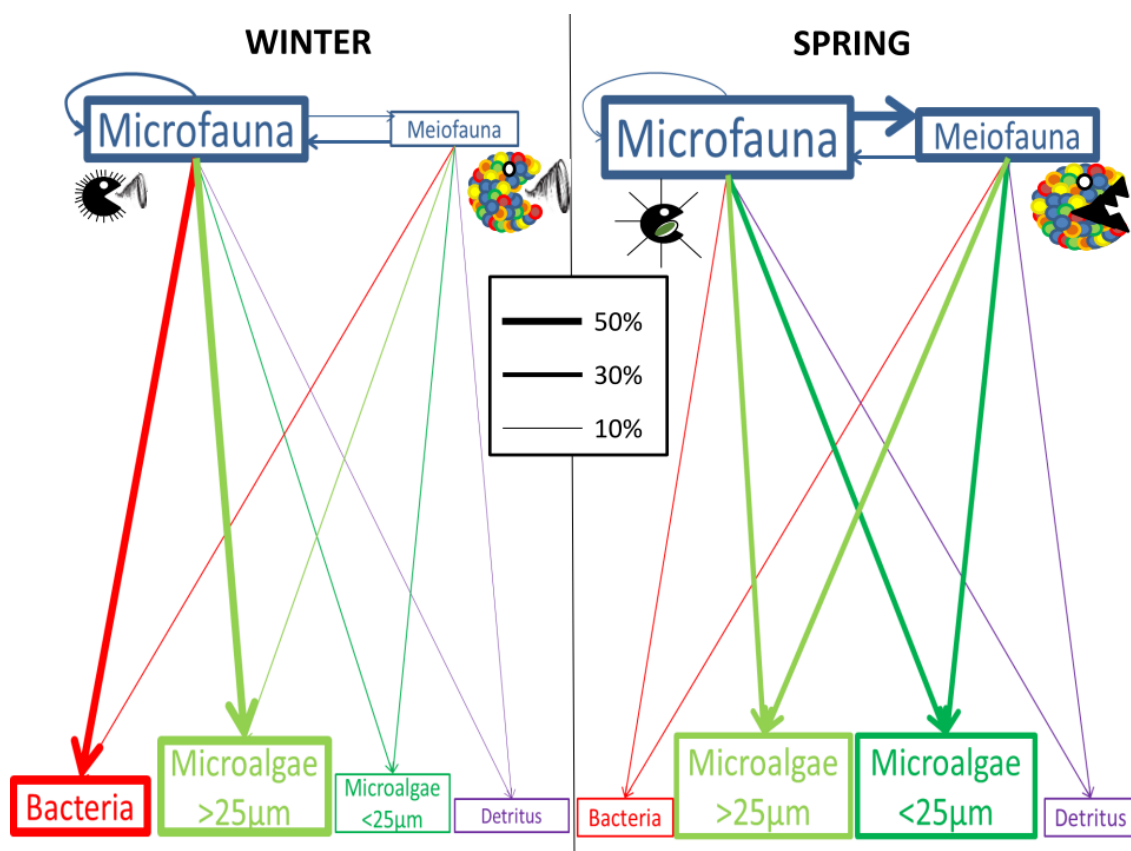 WINTER
Microfauna
Meiofauna
Bacteria
Microalgae
>25µm
Microalgae
<25µm
Detritus
50%
30%
10%
SPRING
Microfauna
Meiofauna
Bacteria
Microalgae
>25µm
Microalgae
<25µm
Detritus